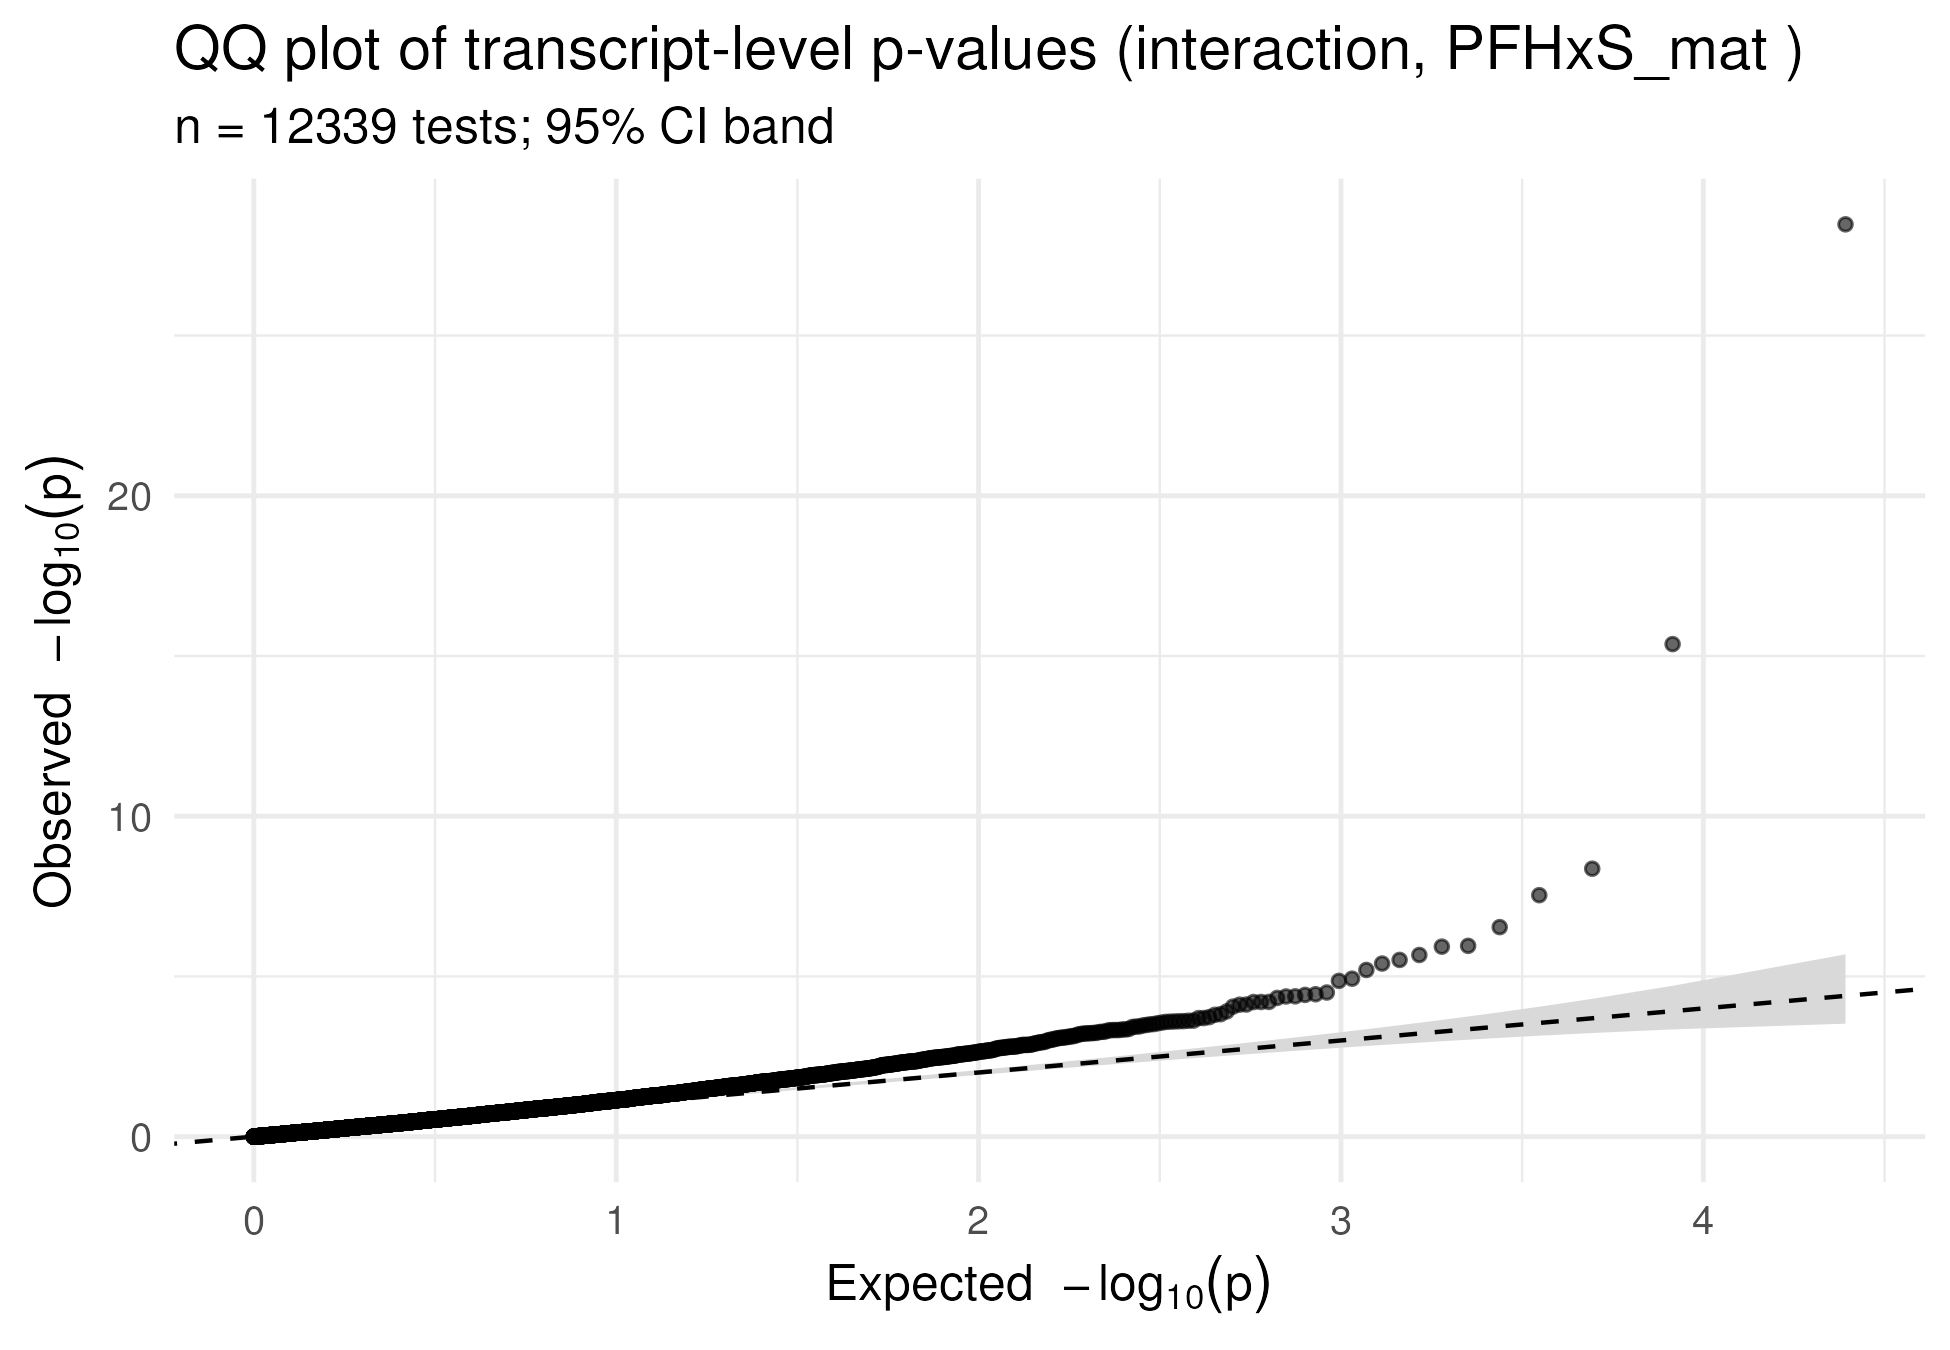 QQ plot of transcript-level p-values (interaction, PFHxS_mat )
n = 12339 tests; 95% CI band
Observed −log₁₀(p)
20
10
0
0 1 2 3 4
Expected −log₁₀(p)